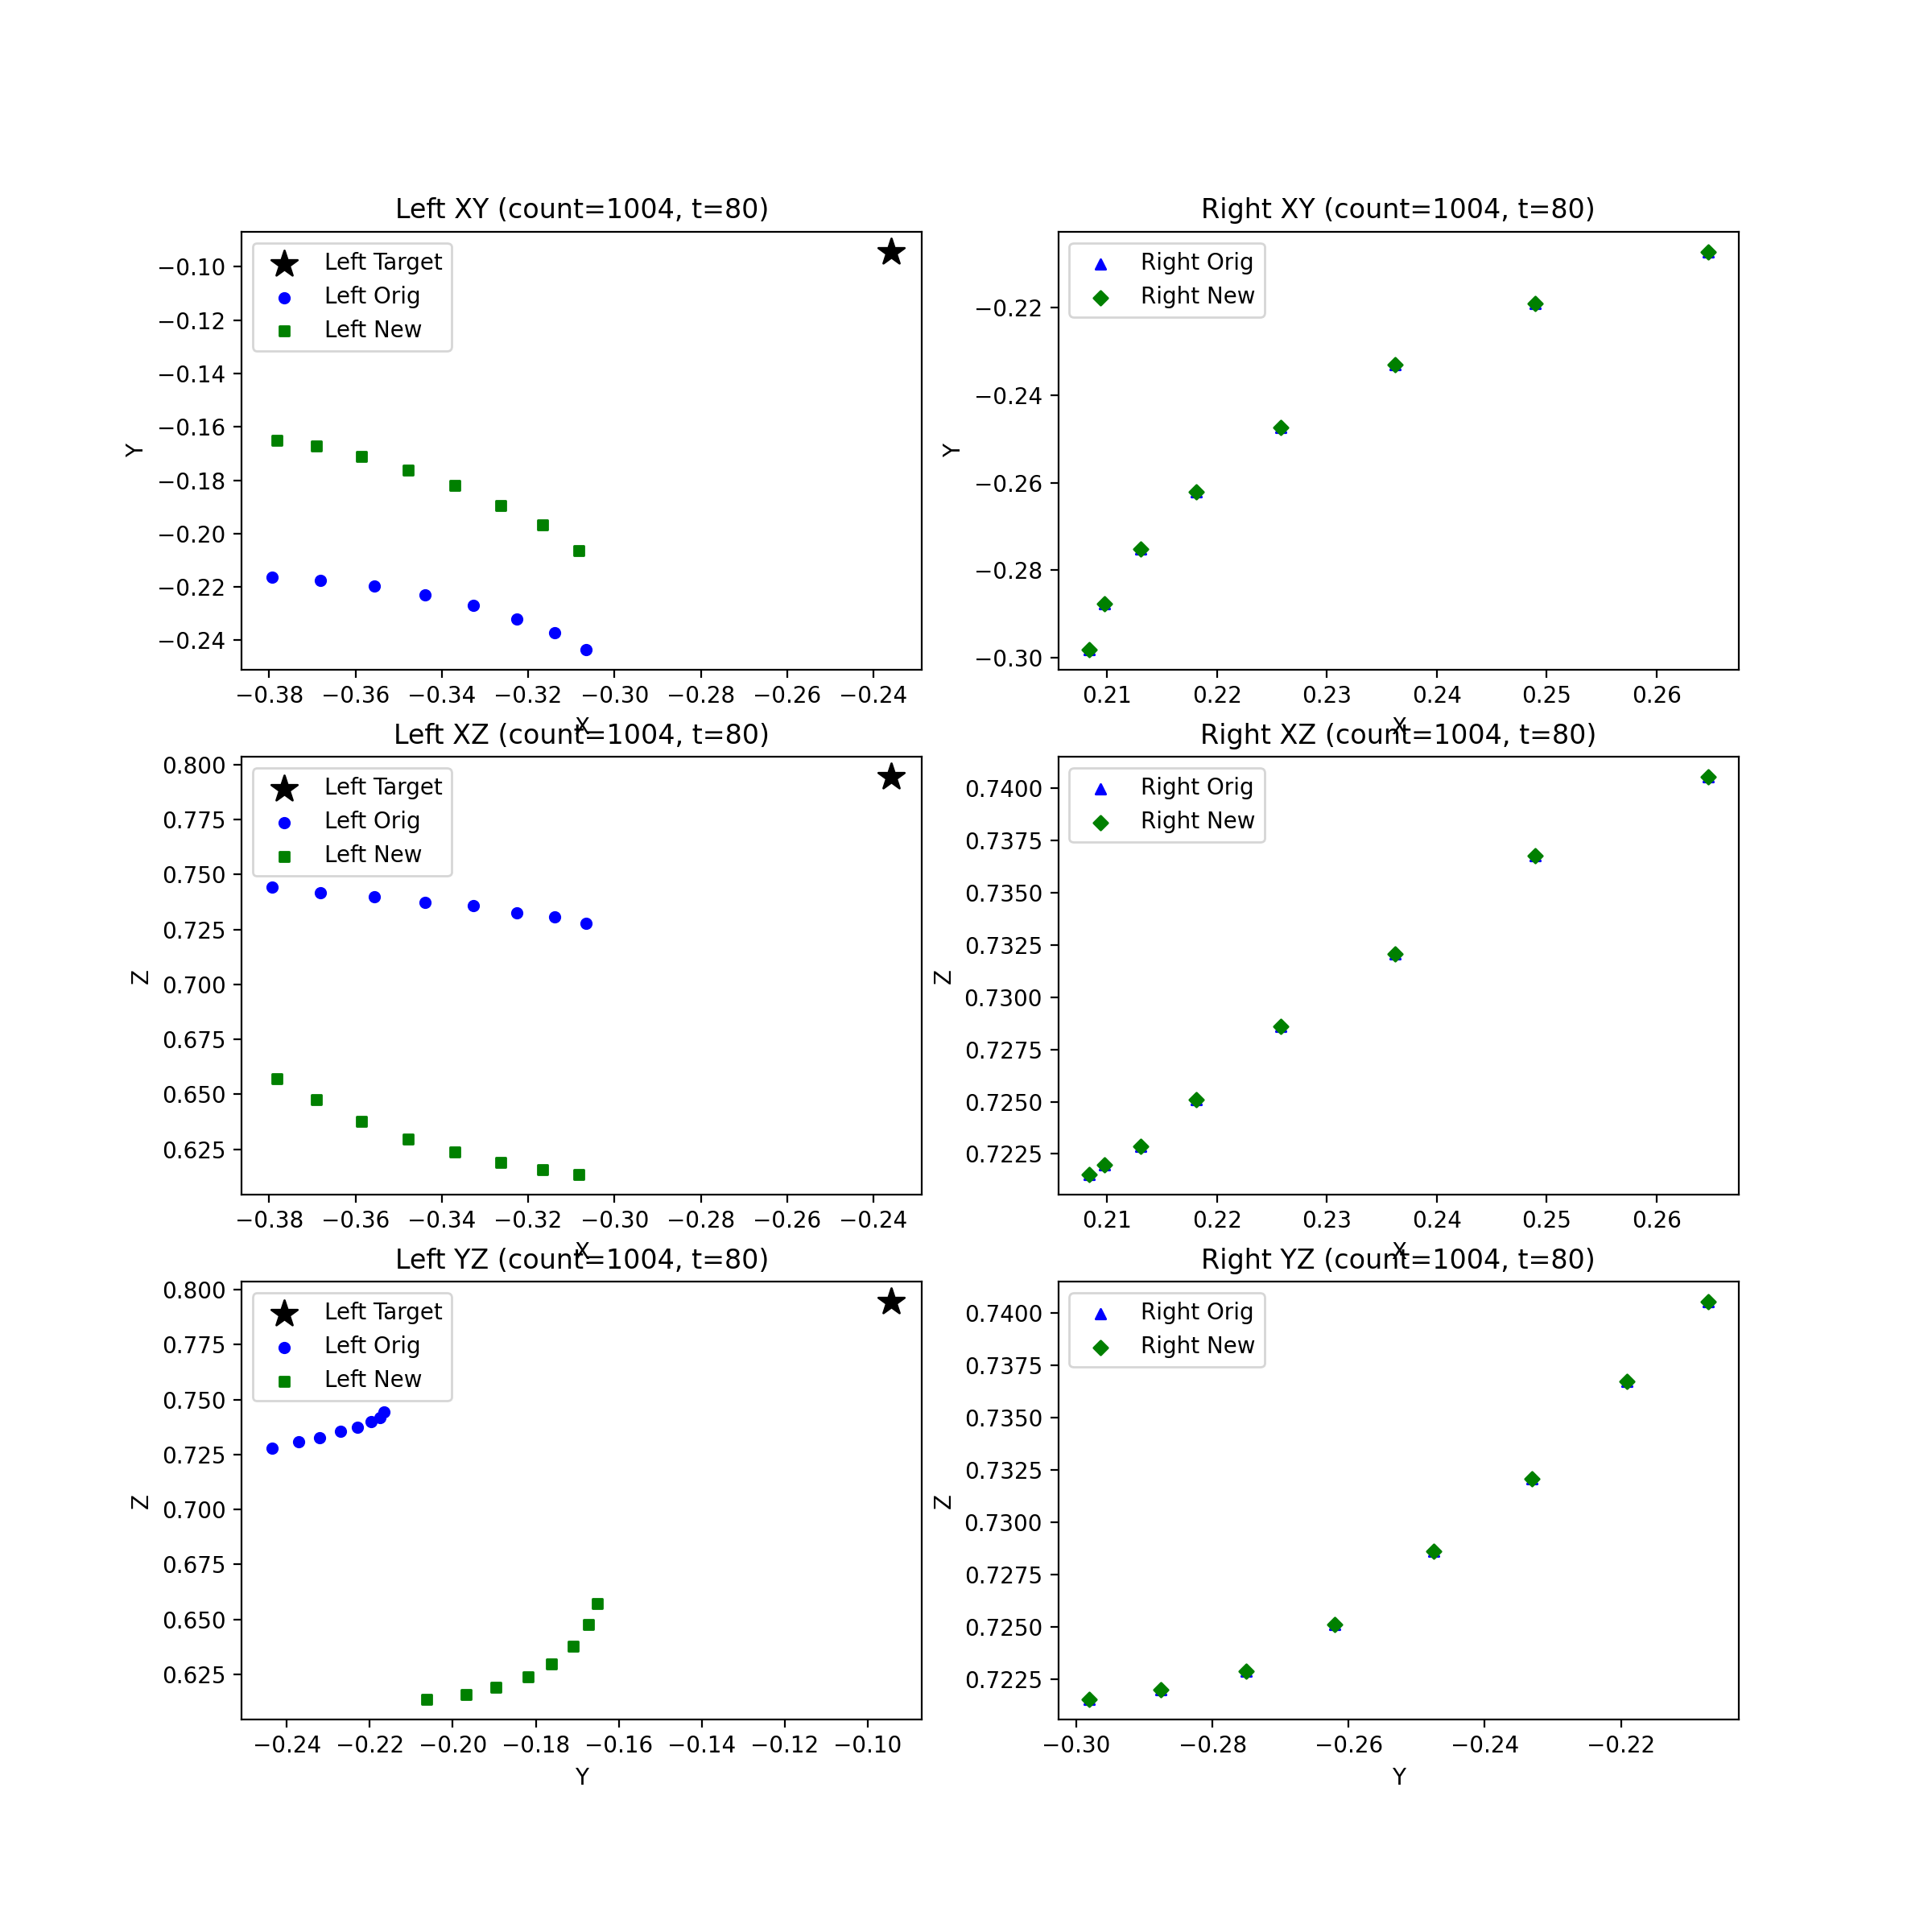 Left XY (count=1004, t=80)
Left Target
Left Orig
Left New
−0.10
−0.12
−0.14
−0.16
−0.18
−0.20
−0.22
−0.24
Y
−0.38 −0.36 −0.34 −0.32 −0.30 −0.28 −0.26 −0.24
X
Right XY (count=1004, t=80)
Right Orig
Right New
−0.22
−0.24
−0.26
−0.28
−0.30
Y
0.21 0.22 0.23 0.24 0.25 0.26
X
Left XZ (count=1004, t=80)
Left Target
Left Orig
Left New
0.800
0.775
0.750
0.725
0.700
0.675
0.650
0.625
Z
−0.38 −0.36 −0.34 −0.32 −0.30 −0.28 −0.26 −0.24
X
Right XZ (count=1004, t=80)
Right Orig
Right New
0.7400
0.7375
0.7350
0.7325
0.7300
0.7275
0.7250
0.7225
Z
0.21 0.22 0.23 0.24 0.25 0.26
X
Left YZ (count=1004, t=80)
Left Target
Left Orig
Left New
0.800
0.775
0.750
0.725
0.700
0.675
0.650
0.625
Z
−0.24 −0.22 −0.20 −0.18 −0.16 −0.14 −0.12 −0.10
Y
Right YZ (count=1004, t=80)
Right Orig
Right New
0.7400
0.7375
0.7350
0.7325
0.7300
0.7275
0.7250
0.7225
Z
−0.30 −0.28 −0.26 −0.24 −0.22
Y